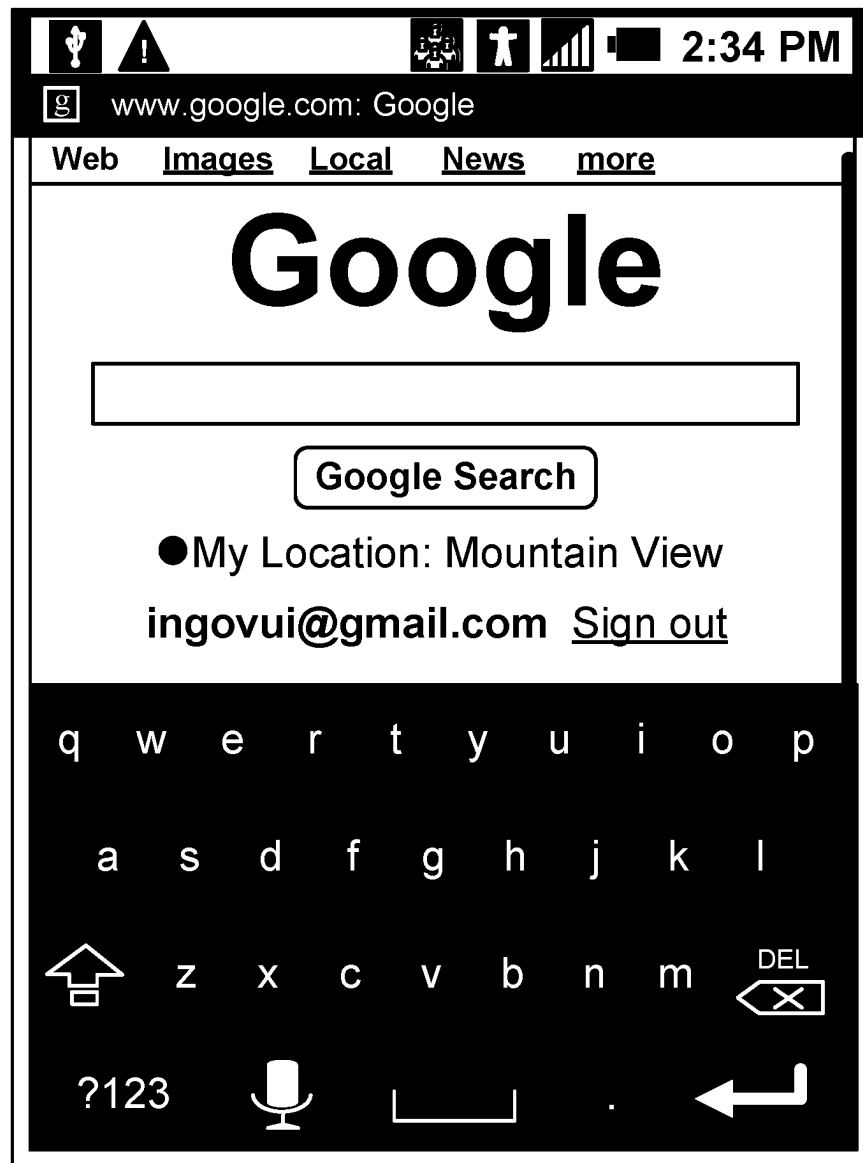 2:34 PM
g www.google.com: Google
Web Images Local News more
Google
Google Search
●My Location: Mountain View
ingovui@gmail.com Sign out
q w e r t y u i o p
a s d f g h j k l
z x c v b n m DEL
?123 .